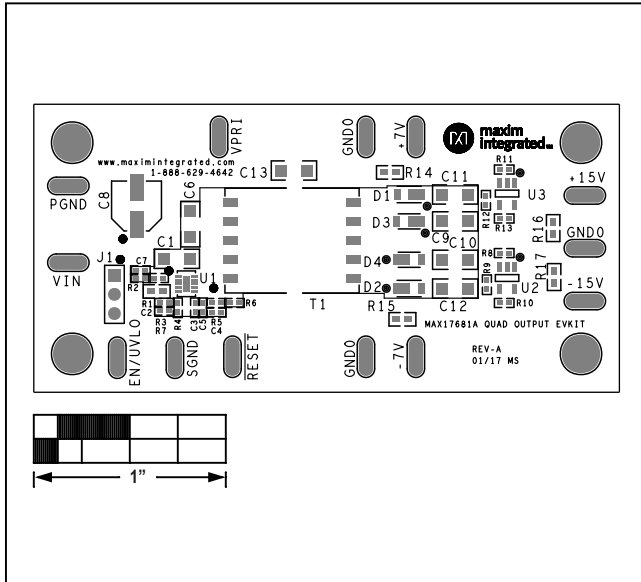 VPRI
GND0
+7V
maxim
integrated™
www.maximintegrated.com
1-888-629-4642
C13
R14
C11
R11
+15V
PGND
C8
C6
D1
U3
D3
R12
R13
R16
C9
C1
GND0
J1
C7
D4
C10
R8
R17
VIN
R2
U1
R9
D2
U2
-15V
R1
R6
T1
R15
C12
R10
C2
R4
C3
C5
R5
R3
C4
R7
MAX17681A QUAD OUTPUT EVKIT
EN/UVLO
SGND
RESET
GND0
-7V
REV-A
01/17 MS
1”